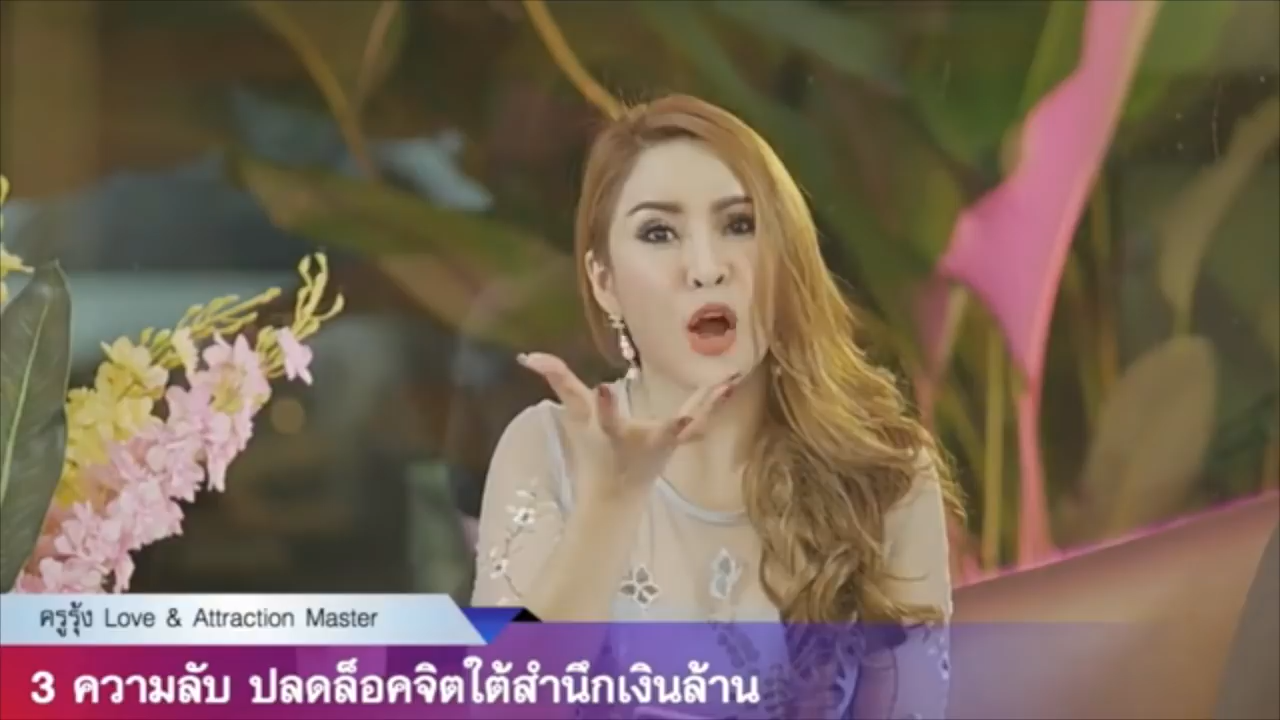 ครูรุ้ง Love & Attraction Master
3 ความลับ ปลดล็อคจิตใต้สำนึกเงินล้าน